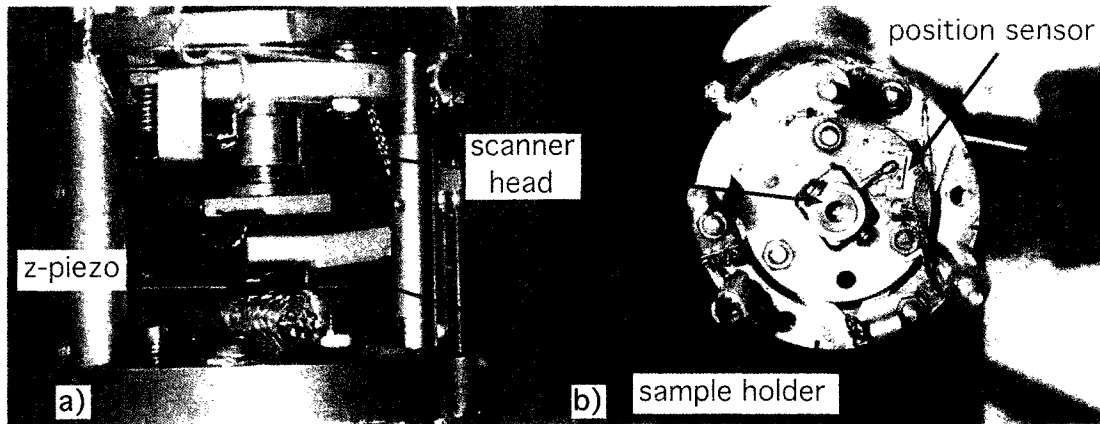 position sensor
scanner
head
z-piezo
a)
b)
sample holder